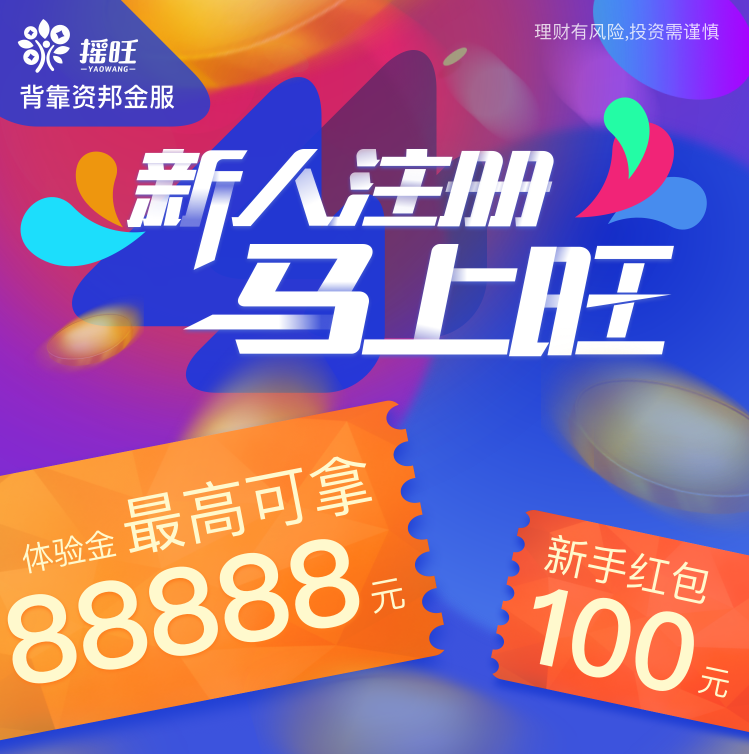 摇旺
YAOWANG
背靠资邦金服
理财有风险,投资需谨慎
新人注册
马上旺
体验金最高可拿
88888元
新手红包
100元